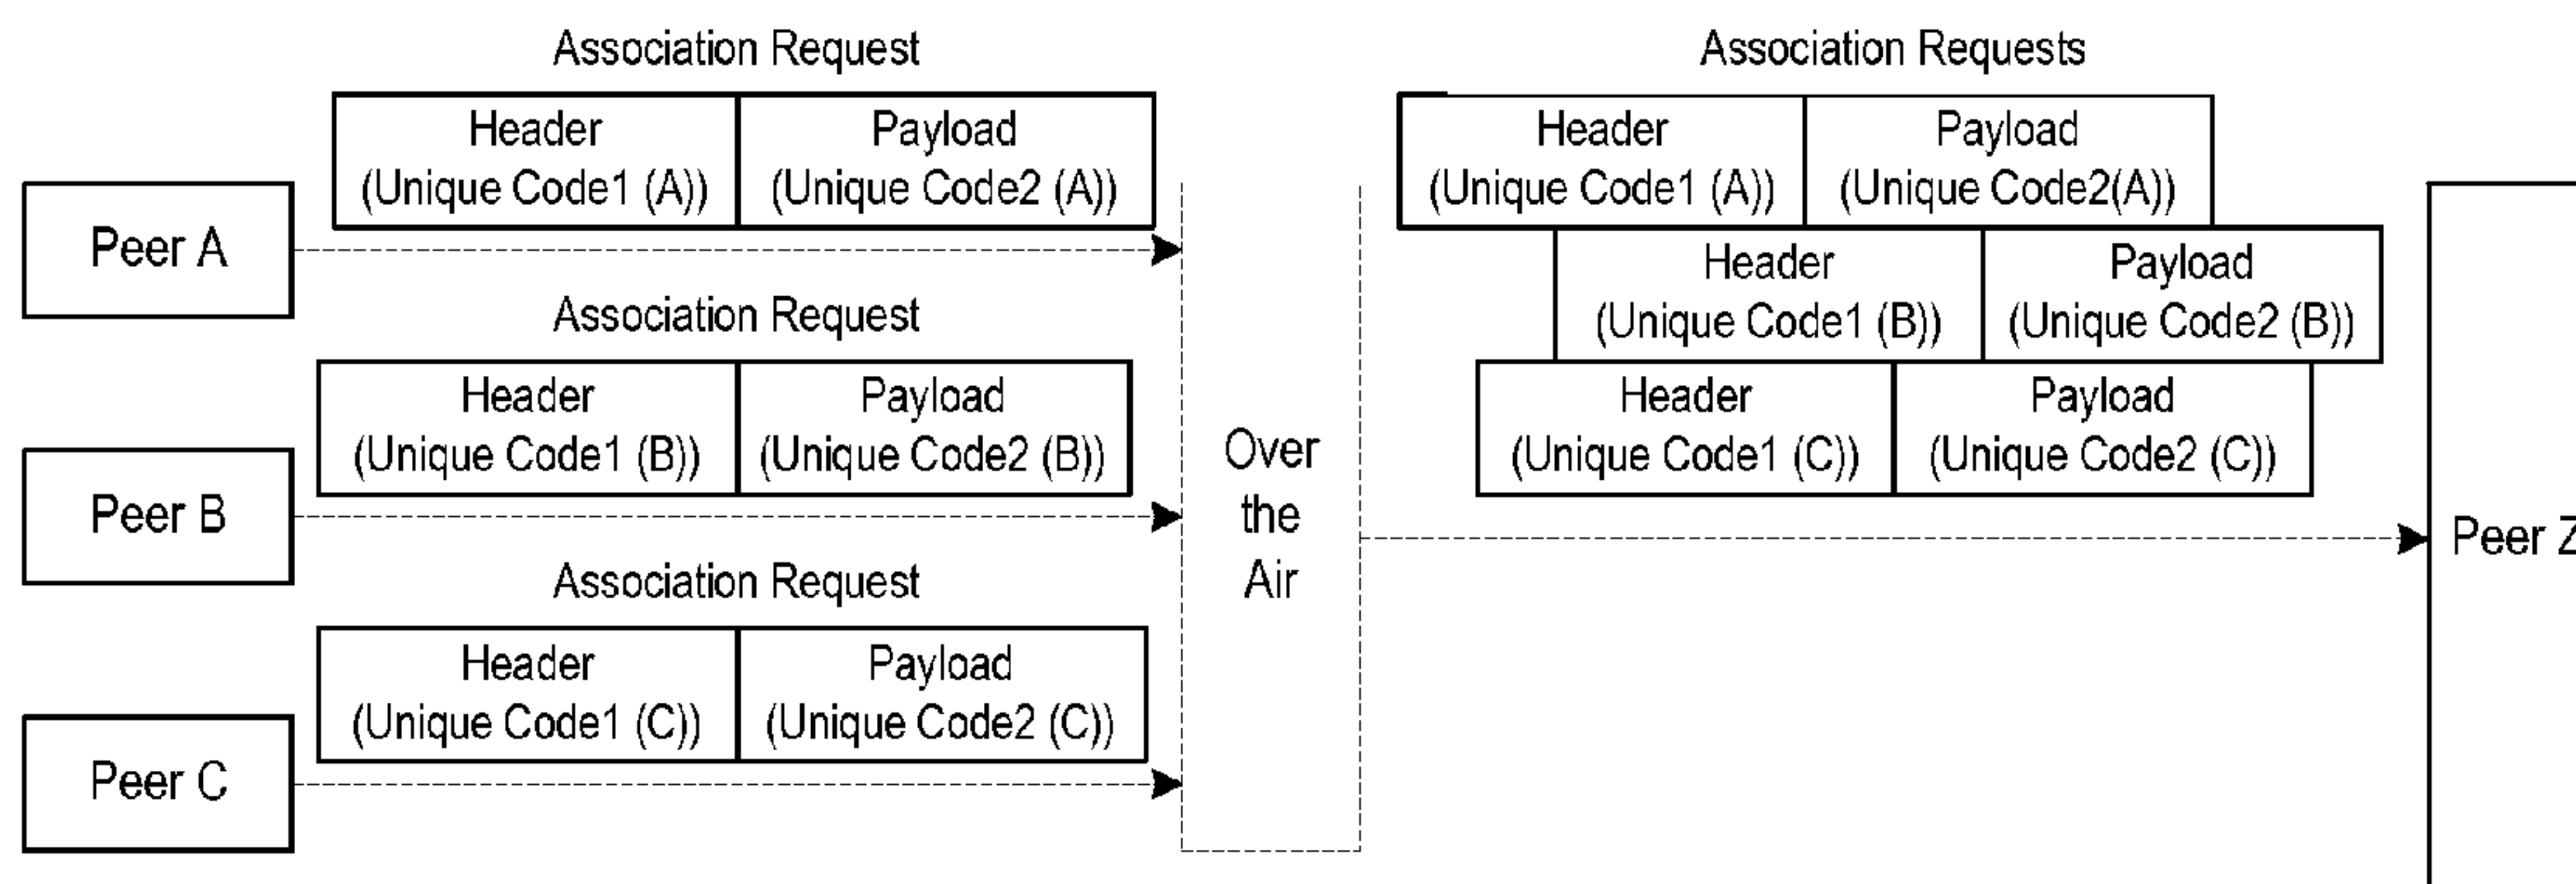 Association Request
Header
(Unique Code1 (A))
Payload
(Unique Code2 (A))
Peer A
Association Request
Header
(Unique Code1 (B))
Payload
(Unique Code2 (B))
Peer B
Association Request
Header
(Unique Code1 (C))
Payload
(Unique Code2 (C))
Peer C
Over
the
Air
Association Requests
Header
(Unique Code1 (A))
Payload
(Unique Code2(A))
Header
(Unique Code1 (B))
Payload
(Unique Code2 (B))
Header
(Unique Code1 (C))
Payload
(Unique Code2 (C))
Peer Z